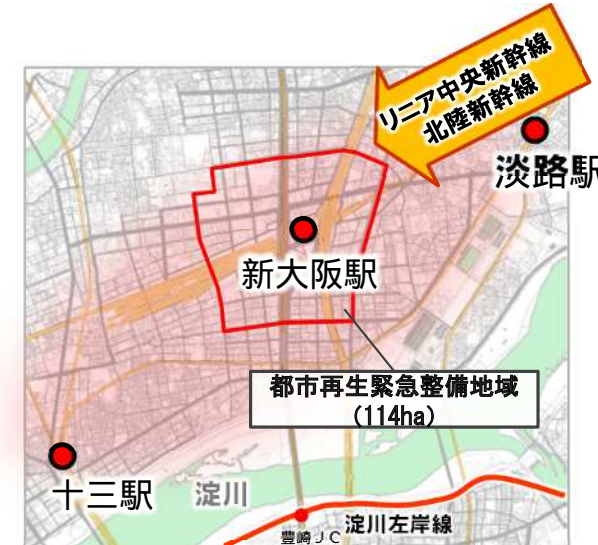 リニア中央新幹線
北陸新幹線
淡路駅
新大阪駅
都市再生緊急整備地域
(114ha)
十三駅
淀川
淀川左岸線
豊崎JC